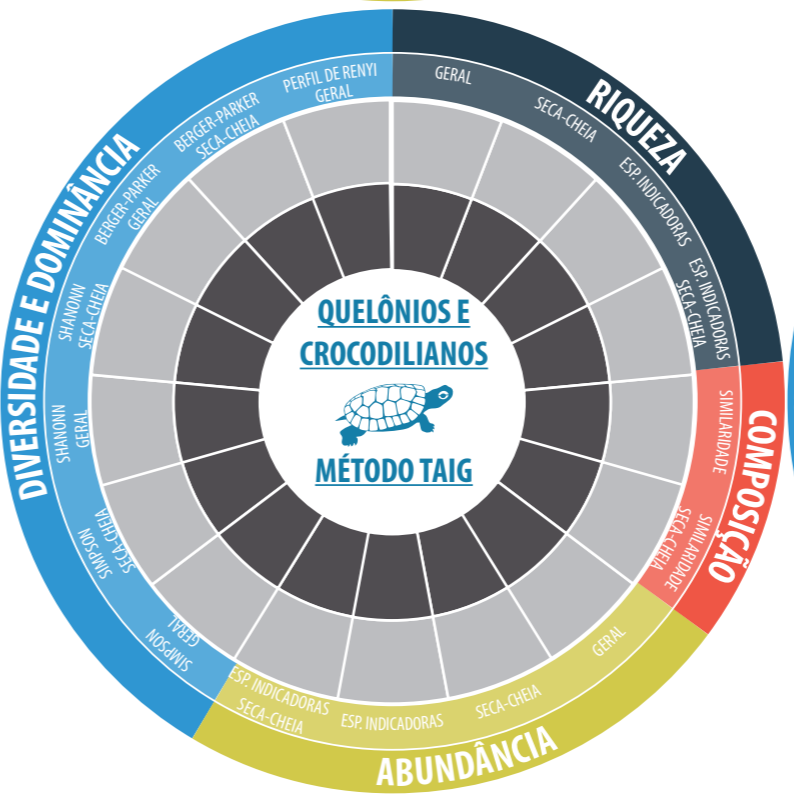 RIQUEZA
GERAL
SECA-CHEIA
ESP. INDICADORAS
ESP. INDICADORAS
SECA-CHEIA
COMPOSIÇÃO
SIMILARIDADE
SIMILARIDADE
SECA-CHEIA
ABUNDÂNCIA
GERAL
SECA-CHEIA
ESP. INDICADORAS
ESP. INDICADORAS
SECA-CHEIA
DIVERSIDADE E DOMINÂNCIA
SIMPSON
GERAL
SIMPSON
SECA-CHEIA
SHANONN
GERAL
SHANONN
SECA-CHEIA
BERGER-PARKER
GERAL
BERGER-PARKER
SECA-CHEIA
PERFIL DE RENYI
GERAL
QUELÔNIOS E
CROCODILIANOS
MÉTODO TAIG